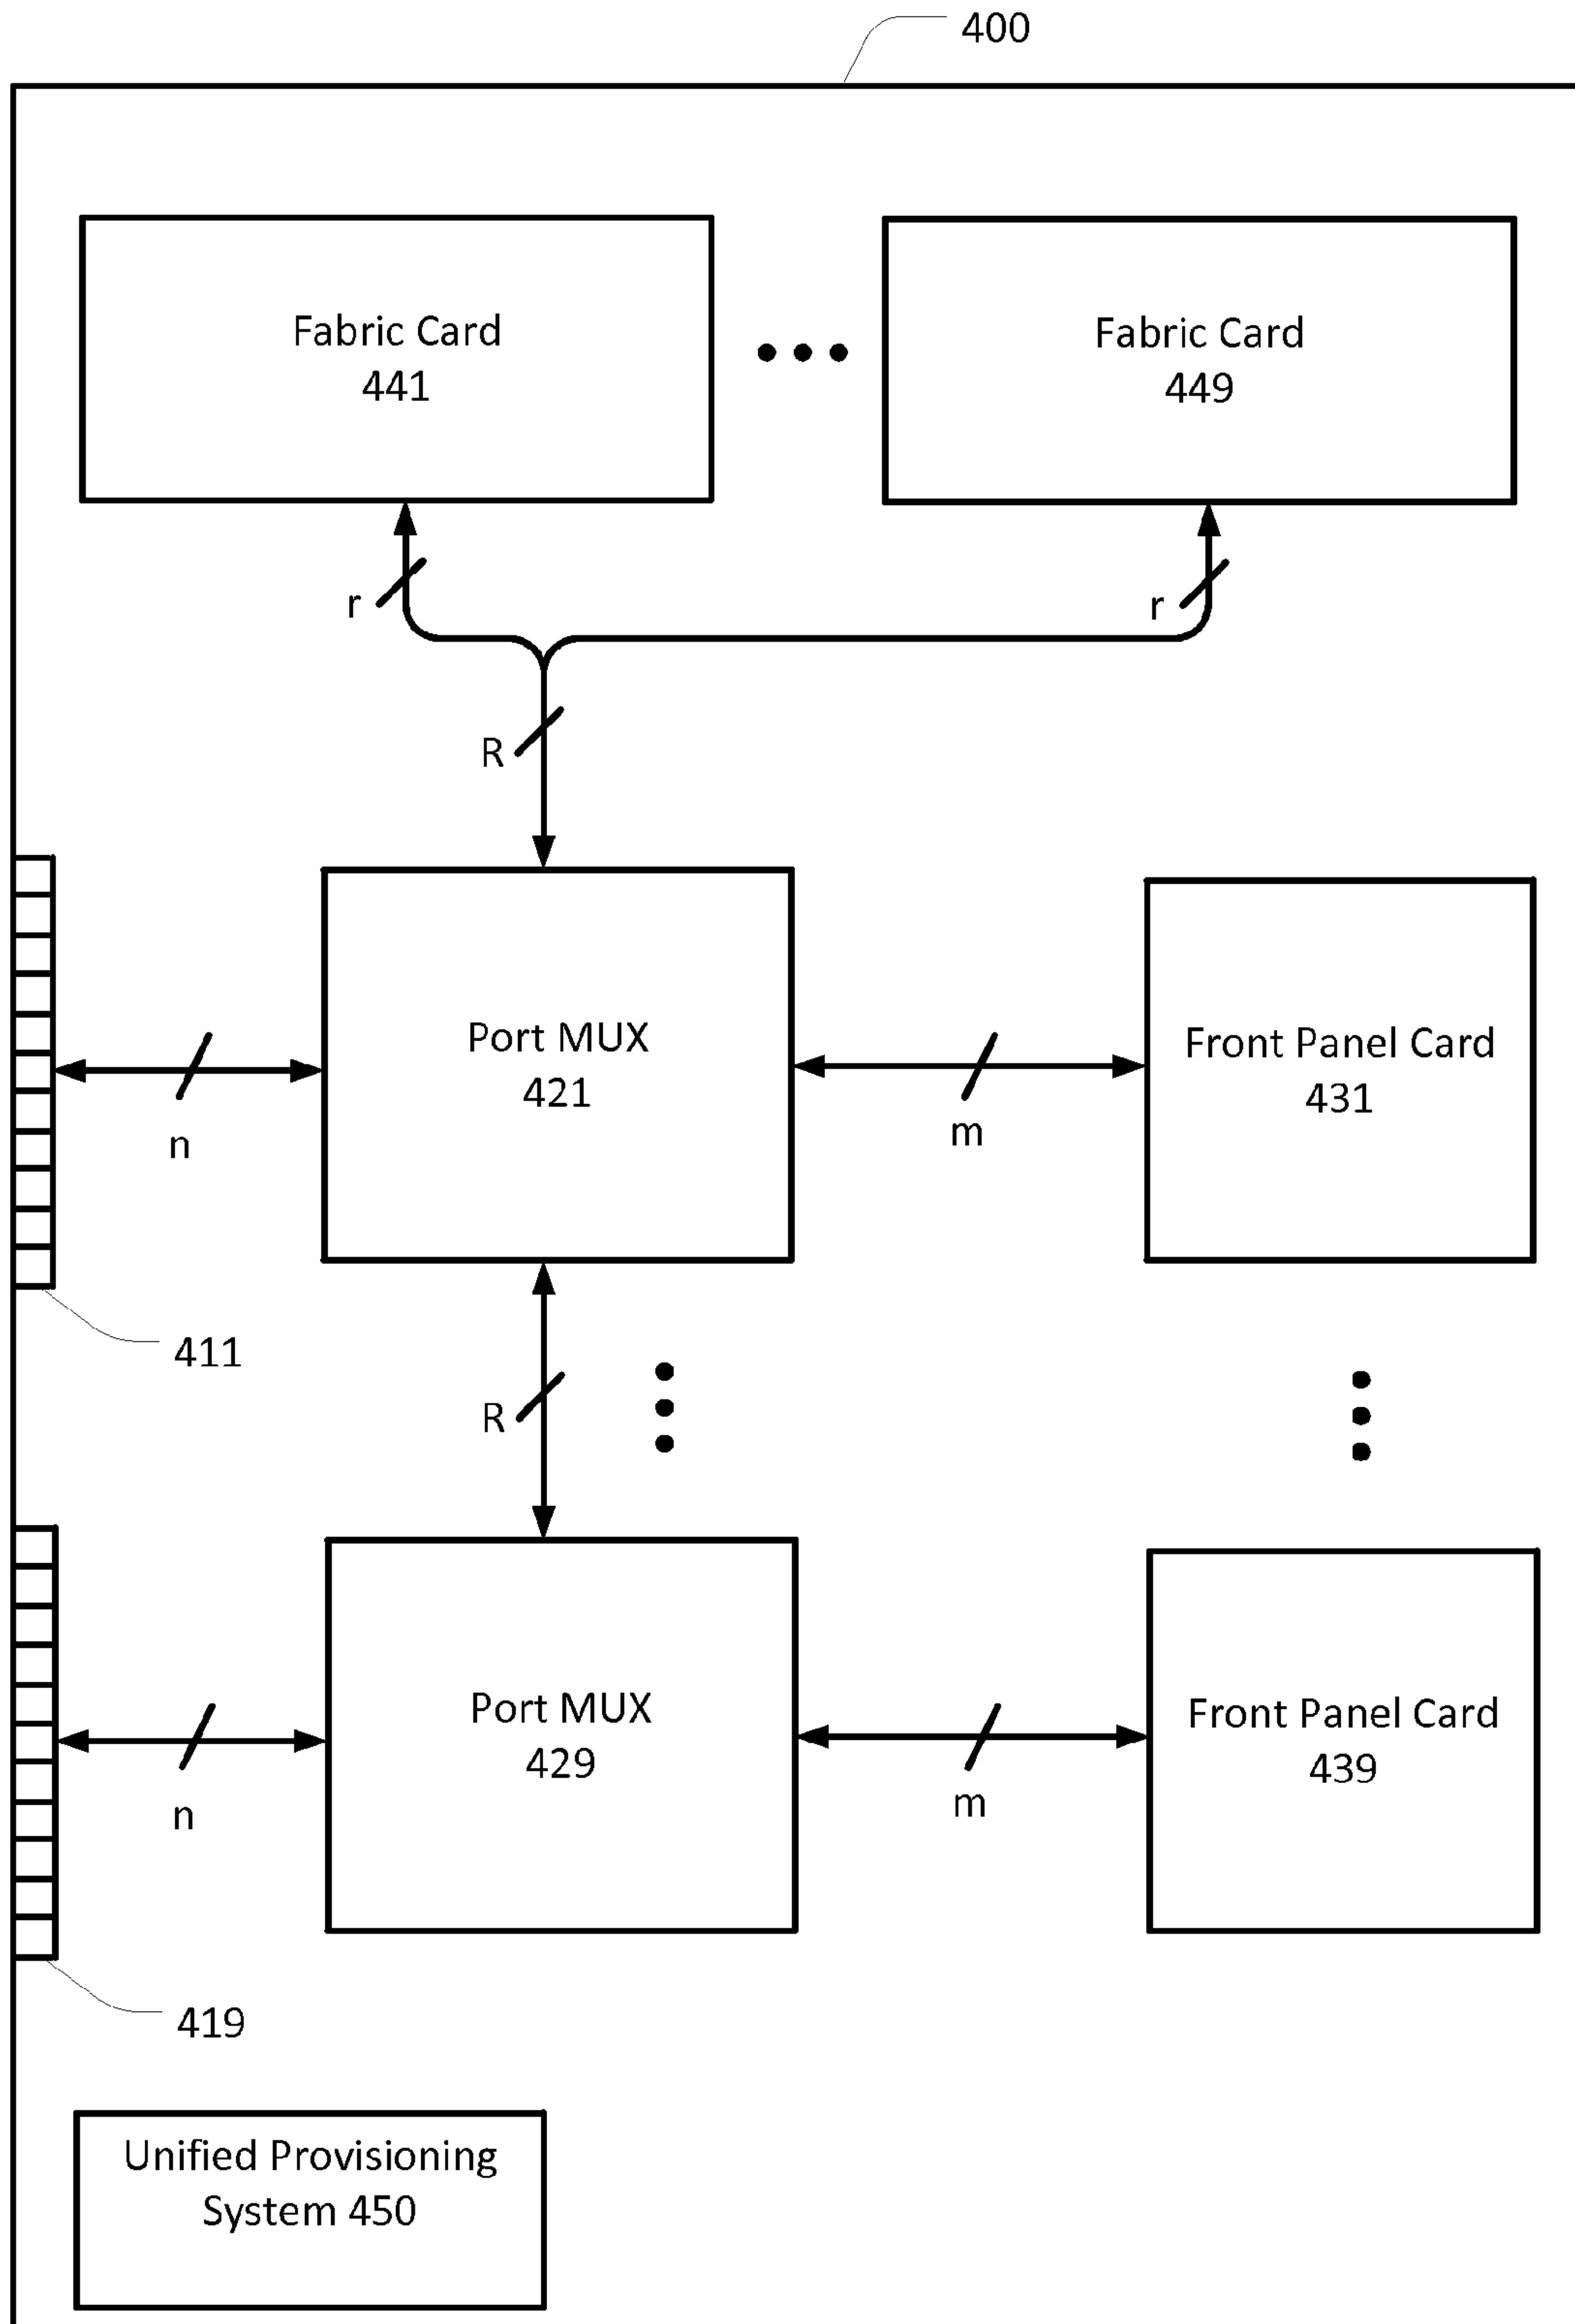 400
Fabric Card
441
Fabric Card
449
r
r
R
Port MUX
421
Front Panel Card
431
n
m
411
R
Port MUX
429
Front Panel Card
439
n
m
419
Unified Provisioning
System 450